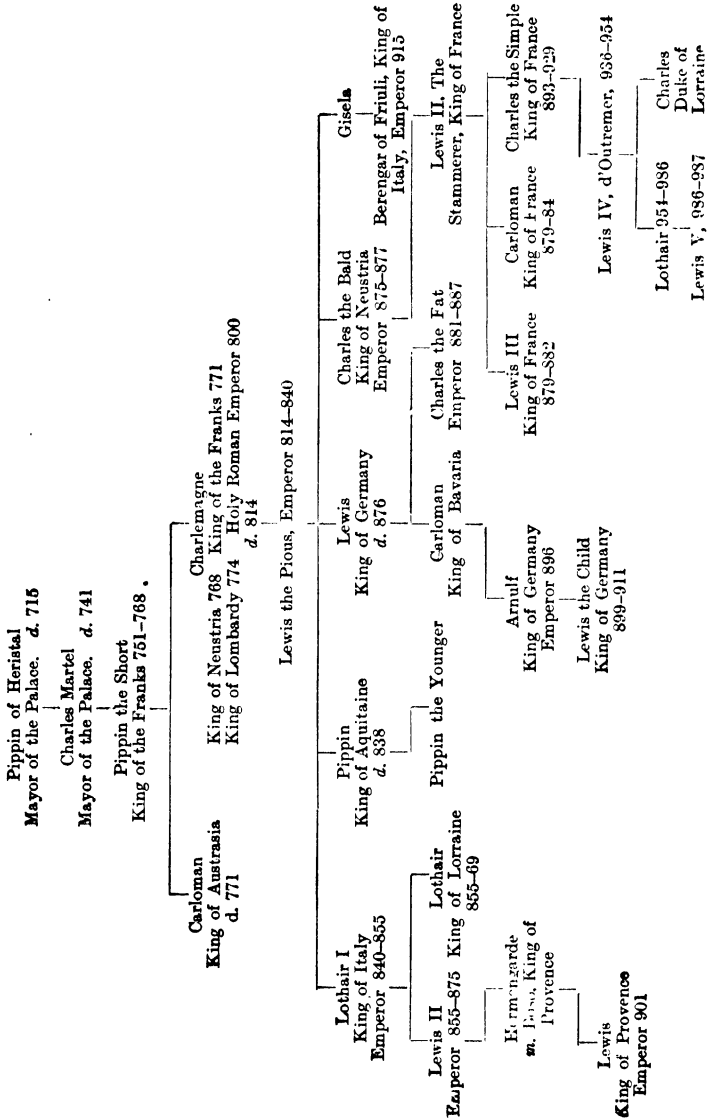 Pippin of Heristal
Mayor of the Palace. d. 715
Charles Martel
Mayor of the Palace. d. 741
Pippin the Short
King of the Franks 751–768.
Carloman
King of Austrasia
d. 771
Charlemagne
King of Neustria 768 King of the Franks 771
King of Lombardy 774 Holy Roman Emperor 800
d. 814
Lewis the Pious, Emperor 814–840
Lothair I
King of Italy
Emperor 840–855
Pippin
King of Aquitaine
d. 838
Lewis
King of Germany
d. 876
Charles the Bald
King of Neustria
Emperor 875–877
Gisela
Berengar of Friuli, King of
Italy, Emperor 915
Lewis II
Emperor 855–875
Lothair
King of Lorraine
855–69
Pippin the Younger
Carloman
King of Bavaria
Charles the Fat
Emperor 881–887
Lewis II, The
Stammerer, King of France
Hermengarde
m. Boso, King of
Provence
Arnulf
King of Germany
Emperor 896
Lewis III
King of France
879–882
Carloman
King of France
879–84
Charles the Simple
King of France
893–929
Lewis
King of Provence
Emperor 901
Lewis the Child
King of Germany
899–911
Lewis IV, d'Outremer, 936–954
Lothair 954–986
Charles
Duke of
Lorraine
Lewis V, 986–987